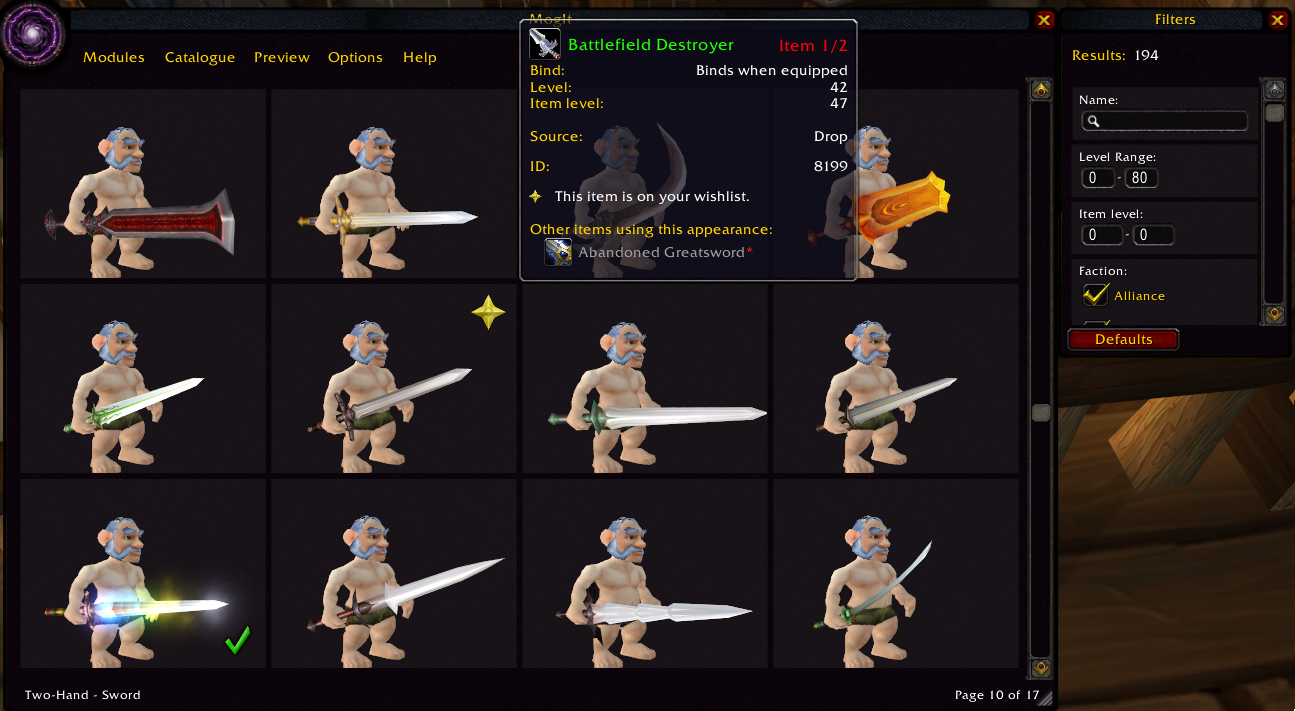 MogIt
Modules Catalogue Preview Options Help
Battlefield Destroyer Item 1/2
Bind: Binds when equipped
Level: 42
Item level: 47
Source: Drop
ID: 8199
This item is on your wishlist.
Other items using this appearance:
Abandoned Greatsword*
Two-Hand - Sword
Page 10 of 17
Filters
Results: 194
Name:
Level Range:
0 - 80
Item level:
0 - 0
Faction:
Alliance
Defaults